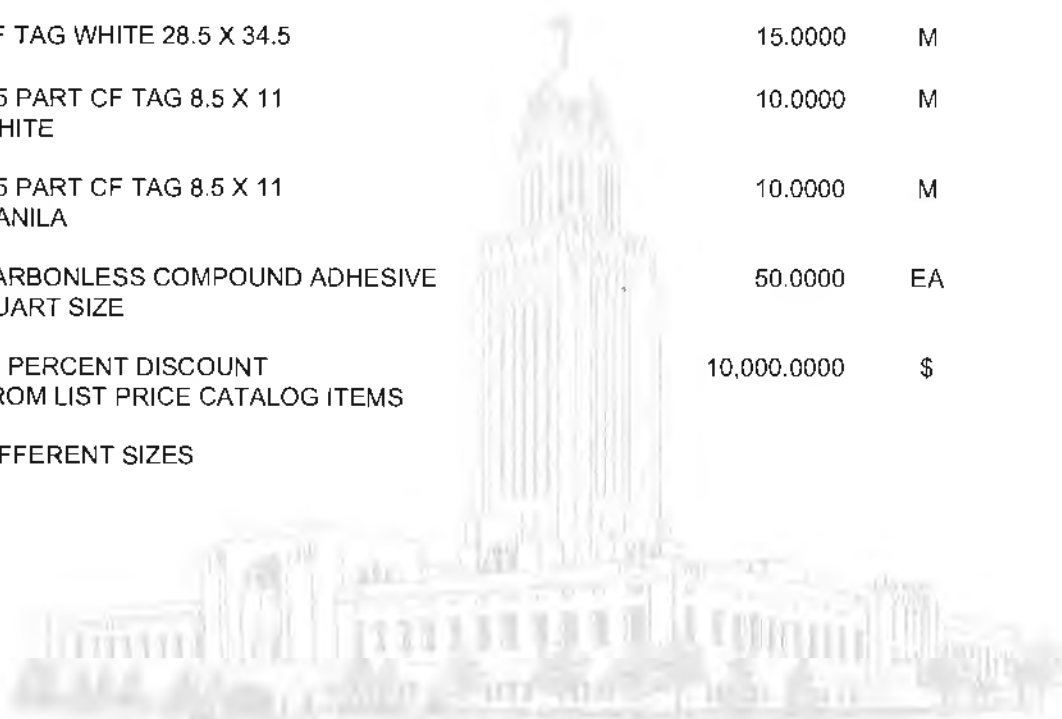 F TAG WHITE 28.5 X 34.5 15.0000 M
5 PART CF TAG 8.5 X 11 10.0000 M
HITE
5 PART CF TAG 8.5 X 11 10.0000 M
ANILA
ARBONLESS COMPOUND ADHESIVE 50.0000 EA
UART SIZE
PERCENT DISCOUNT 10,000.0000 $
ROM LIST PRICE CATALOG ITEMS
FFERENT SIZES